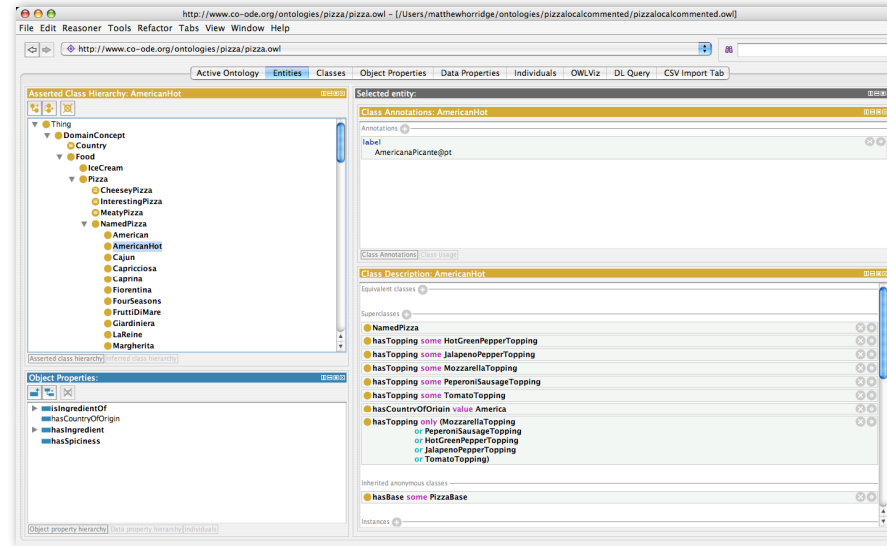 http://www.co-ode.org/ontologies/pizza/pizza.owl – [/Users/matthewhorridge/ontologies/pizzalocalcommented/pizzalocalcommented.owl]
File Edit Reasoner Tools Refactor Tabs View Window Help
http://www.co-ode.org/ontologies/pizza/pizza.owl
Active Ontology Entities Classes Object Properties Data Properties Individuals OWLViz DL Query CSV Import Tab
Asserted Class Hierarchy: AmericanHot
Thing
DomainConcept
Country
Food
IceCream
Pizza
CheeseyPizza
InterestingPizza
MeatyPizza
NamedPizza
American
AmericanHot
Cajun
Capricciosa
Caprina
Fiorentina
FourSeasons
FruttiDiMare
Giardiniera
LaReine
Margherita
Asserted class hierarchy Inferred class hierarchy
Object Properties:
isIngredientOf
hasCountryOfOrigin
hasIngredient
hasSpiciness
Object property hierarchy Data property hierarchy Individuals
Selected entity:
Class Annotations: AmericanHot
Annotations
label
AmericanaPicante@pt
Class Annotations Class Usage
Class Description: AmericanHot
Equivalent classes
Superclasses
NamedPizza
hasTopping some HotGreenPepperTopping
hasTopping some JalapenoPepperTopping
hasTopping some MozzarellaTopping
hasTopping some PeperoniSausageTopping
hasTopping some TomatoTopping
hasCountryOfOrigin value America
hasTopping only (MozzarellaTopping
or PeperoniSausageTopping
or HotGreenPepperTopping
or JalapenoPepperTopping
or TomatoTopping)
Inherited anonymous classes
hasBase some PizzaBase
Instances